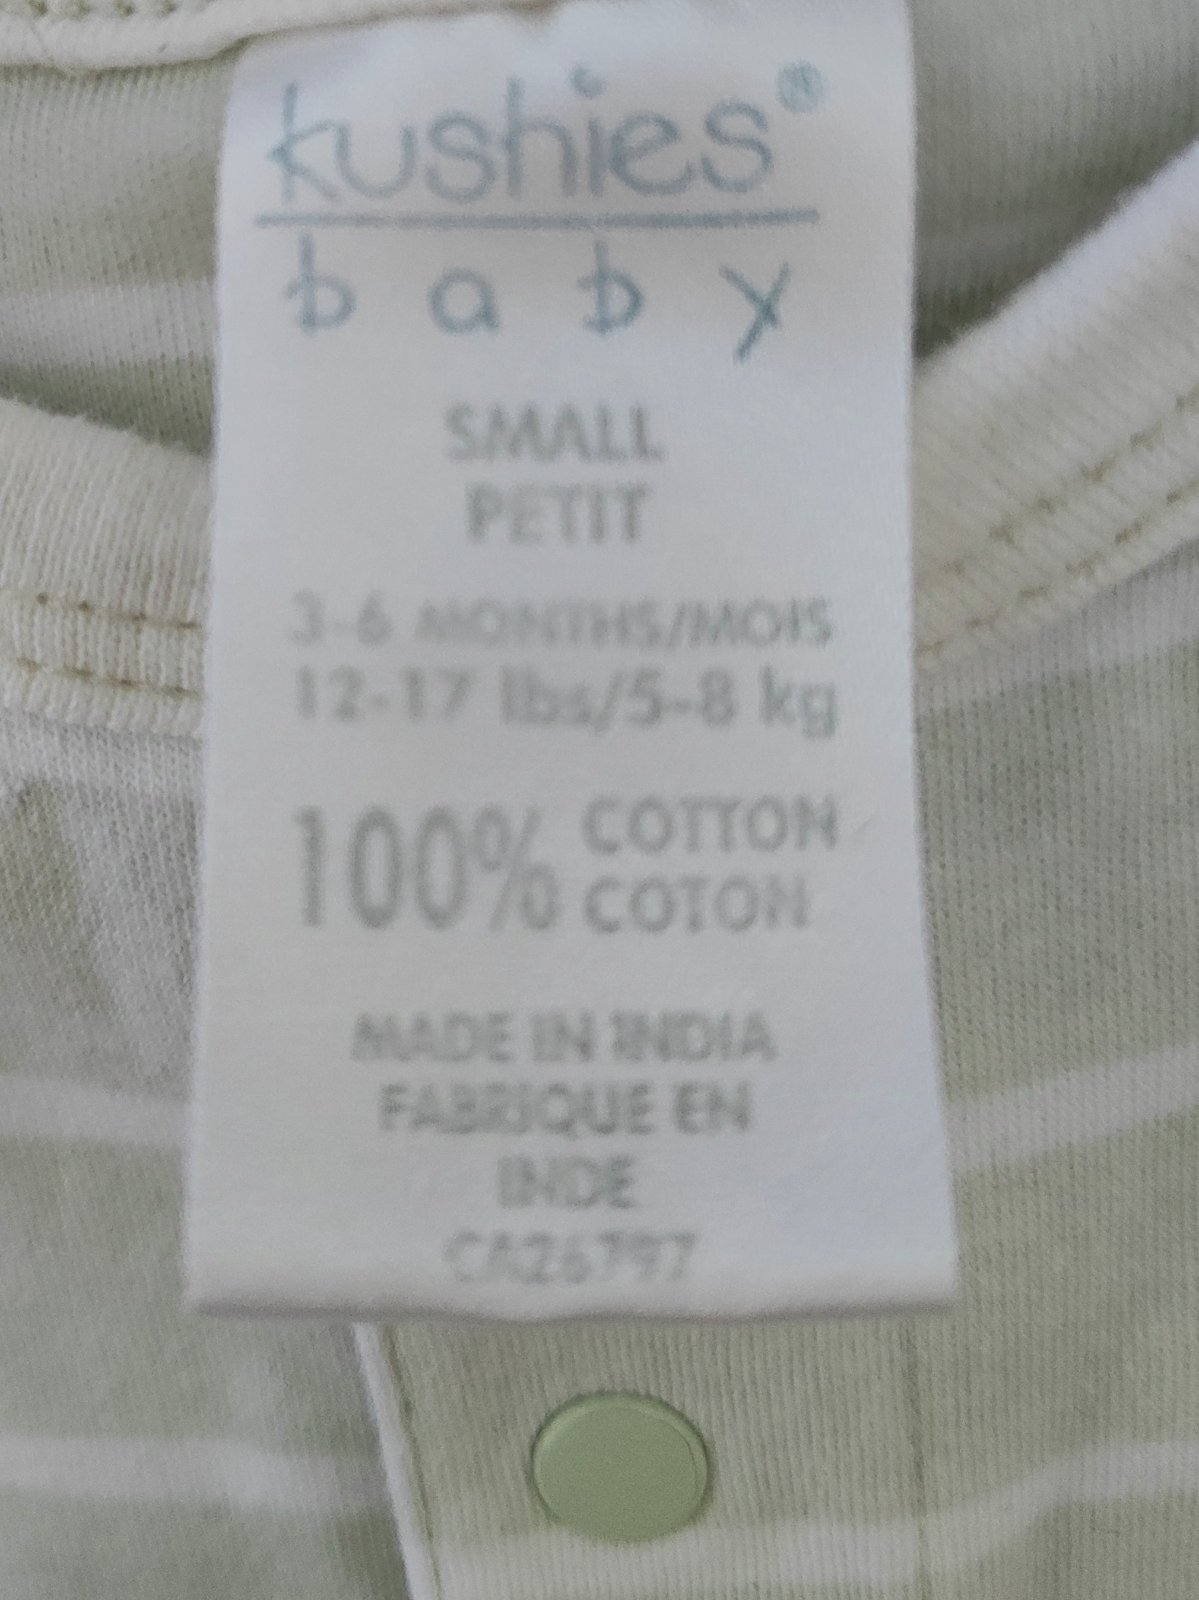 kushies®
baby
SMALL
PETIT
3-6 MONTHS/MOIS
12-17 lbs/5-8 kg
100% COTTON
COTON
MADE IN INDIA
FABRIQUE EN
INDE
CA26797